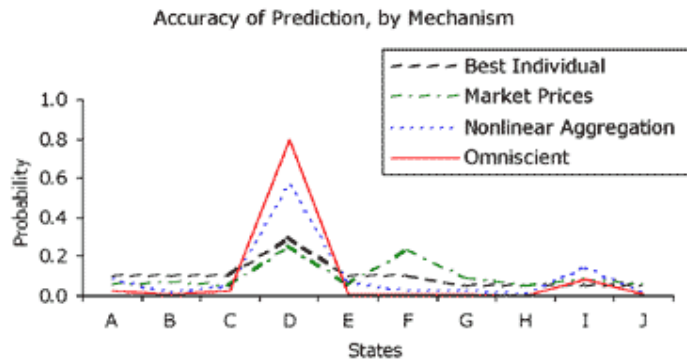 Accuracy of Prediction, by Mechanism
Best Individual
Market Prices
Nonlinear Aggregation
Omniscient
1.0
0.8
0.6
0.4
0.2
0.0
Probability
A B C D E F G H I J
States